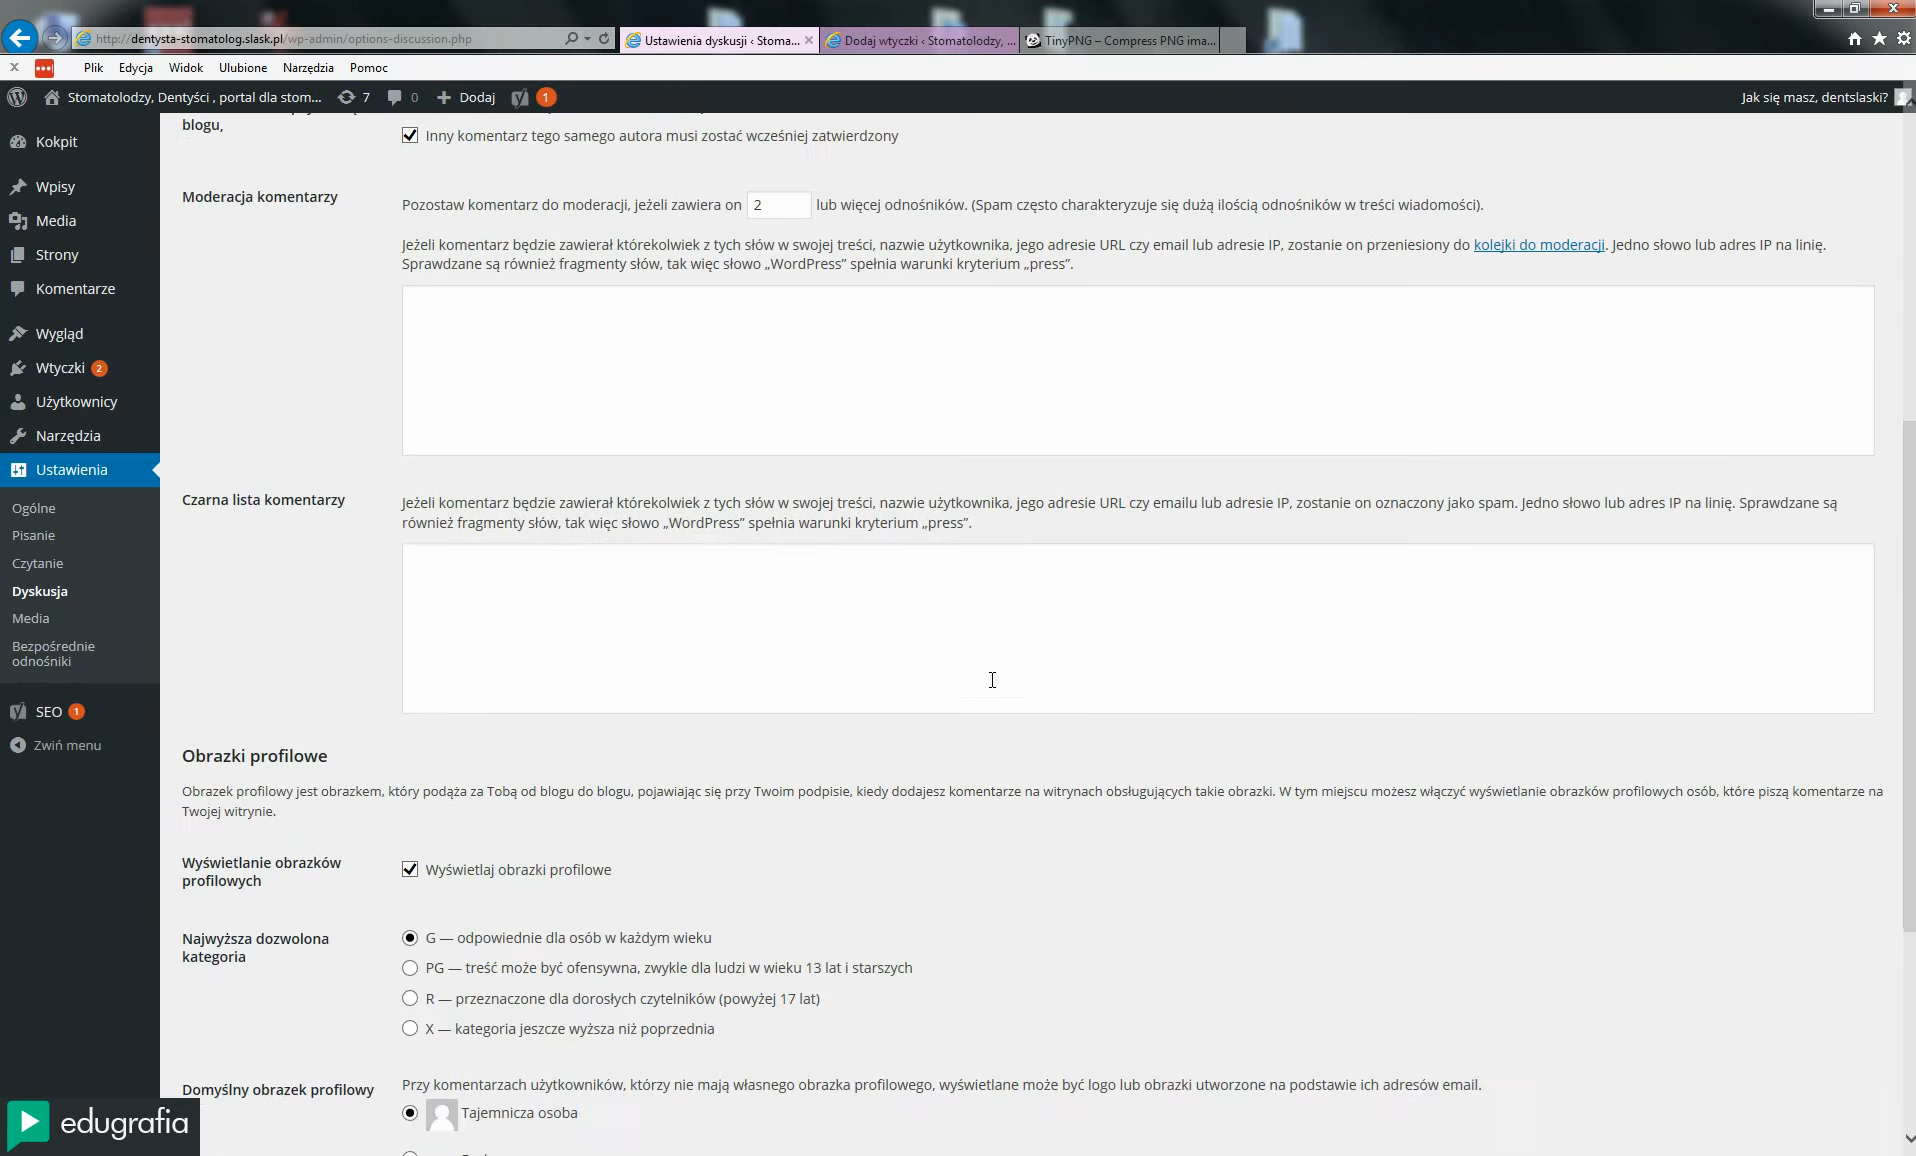 http://dentysta-stomatolog.slask.pl/wp-admin/options-discussion.php
Ustawienia dyskusji ‹ Stoma...
Dodaj wtyczki ‹ Stomatolodzy, ...
TinyPNG – Compress PNG ima...
Plik Edycja Widok Ulubione Narzędzia Pomoc
Stomatolodzy, Dentyści , portal dla stom... 7 0 Dodaj 1
Jak się masz, dentslaski?
Kokpit
Wpisy
Media
Strony
Komentarze
Wygląd
Wtyczki 2
Użytkownicy
Narzędzia
Ustawienia
Ogólne
Pisanie
Czytanie
Dyskusja
Media
Bezpośrednie
odnośniki
SEO 1
Zwiń menu
blogu,
Inny komentarz tego samego autora musi zostać wcześniej zatwierdzony
Moderacja komentarzy
Pozostaw komentarz do moderacji, jeżeli zawiera on 2 lub więcej odnośników. (Spam często charakteryzuje się dużą ilością odnośników w treści wiadomości).
Jeżeli komentarz będzie zawierał którekolwiek z tych słów w swojej treści, nazwie użytkownika, jego adresie URL czy email lub adresie IP, zostanie on przeniesiony do kolejki do moderacji. Jedno słowo lub adres IP na linię.
Sprawdzane są również fragmenty słów, tak więc słowo „WordPress” spełnia warunki kryterium „press”.
Czarna lista komentarzy
Jeżeli komentarz będzie zawierał którekolwiek z tych słów w swojej treści, nazwie użytkownika, jego adresie URL czy emailu lub adresie IP, zostanie on oznaczony jako spam. Jedno słowo lub adres IP na linię. Sprawdzane są
również fragmenty słów, tak więc słowo „WordPress” spełnia warunki kryterium „press”.
Obrazki profilowe
Obrazek profilowy jest obrazkiem, który podąża za Tobą od blogu do blogu, pojawiając się przy Twoim podpisie, kiedy dodajesz komentarze na witrynach obsługujących takie obrazki. W tym miejscu możesz włączyć wyświetlanie obrazków profilowych osób, które piszą komentarze na
Twojej witrynie.
Wyświetlanie obrazków
profilowych
Wyświetlaj obrazki profilowe
Najwyższa dozwolona
kategoria
G — odpowiednie dla osób w każdym wieku
PG — treść może być ofensywna, zwykle dla ludzi w wieku 13 lat i starszych
R — przeznaczone dla dorosłych czytelników (powyżej 17 lat)
X — kategoria jeszcze wyższa niż poprzednia
Domyślny obrazek profilowy
Przy komentarzach użytkowników, którzy nie mają własnego obrazka profilowego, wyświetlane może być logo lub obrazki utworzone na podstawie ich adresów email.
Tajemnicza osoba
edugrafia